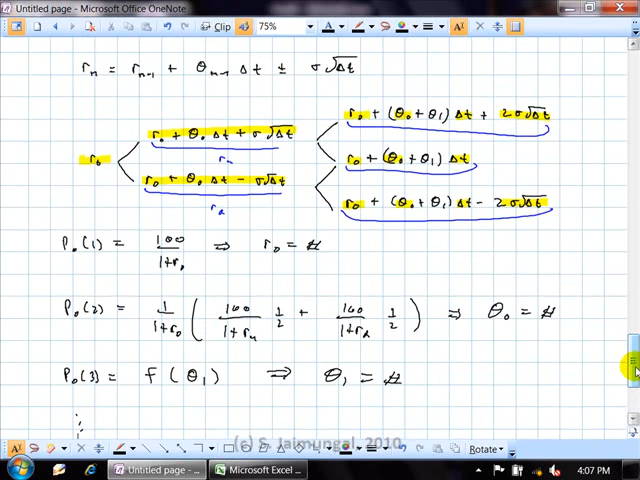 Untitled page - Microsoft Office OneNote
Clip 75%
r_n = r_{n-1} + θ_{n-1} Δt ± σ√Δt
r_0 + (θ_0 + θ_1) Δt + 2σ√Δt
r_0 + θ_0 Δt + σ√Δt
r_u
r_0 r_0 + (θ_0 + θ_1) Δt
r_0 + θ_0 Δt - σ√Δt
r_d
r_0 + (θ_0 + θ_1) Δt - 2σ√Δt
P_0(1) = 100/(1+r_0) ⇒ r_0 = #
P_0(2) = 1/(1+r_0) ( 100/(1+r_u) 1/2 + 100/(1+r_d) 1/2 ) ⇒ θ_0 = #
P_0(3) = f(θ_1) ⇒ θ_1 = #
(c) S. Jaimungal, 2010
Rotate
Untitled page - Micr... Microsoft Excel ... 4:07 PM